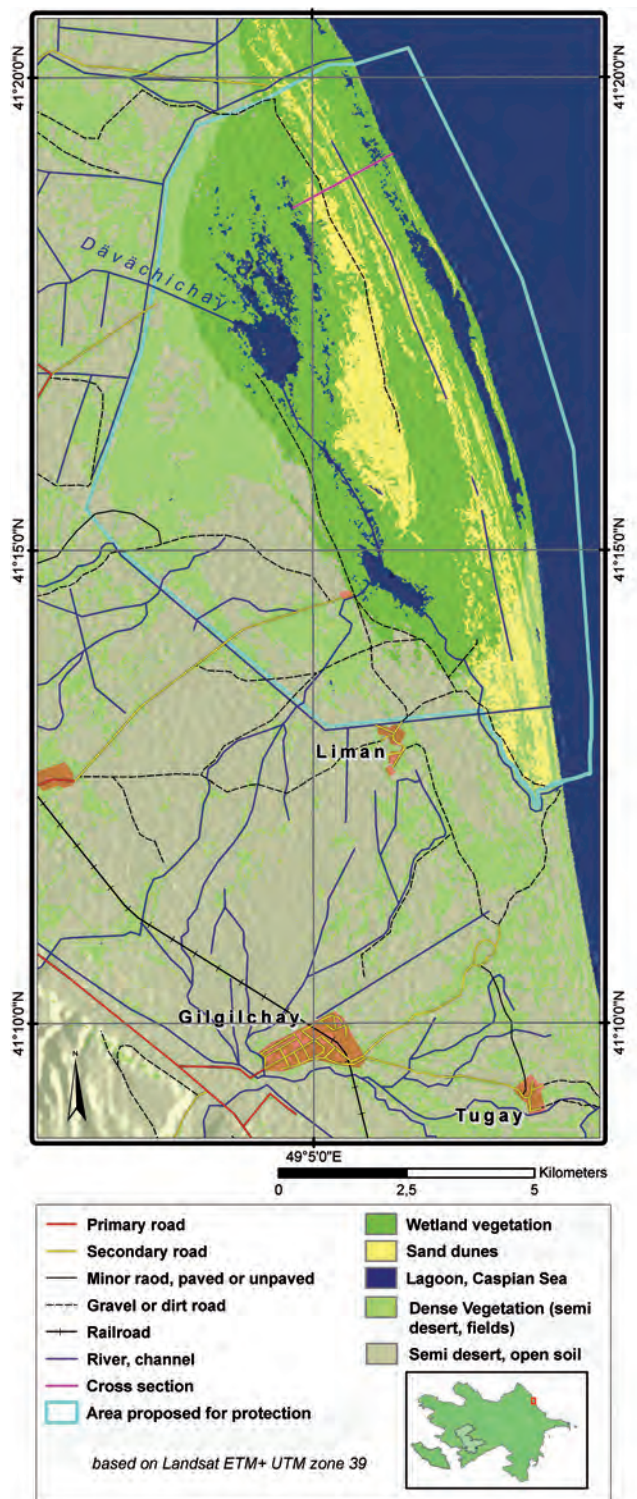 41°20'0"N
41°20'0"N
Dävächichay
41°15'0"N
41°15'0"N
Liman
41°10'0"N
41°10'0"N
Gilgilchay
N
Tugay
49°5'0"E
Kilometers
0 2,5 5
Primary road
Secondary road
Minor raod, paved or unpaved
Gravel or dirt road
Railroad
River, channel
Cross section
Area proposed for protection
Wetland vegetation
Sand dunes
Lagoon, Caspian Sea
Dense Vegetation (semi
desert, fields)
Semi desert, open soil
based on Landsat ETM+ UTM zone 39